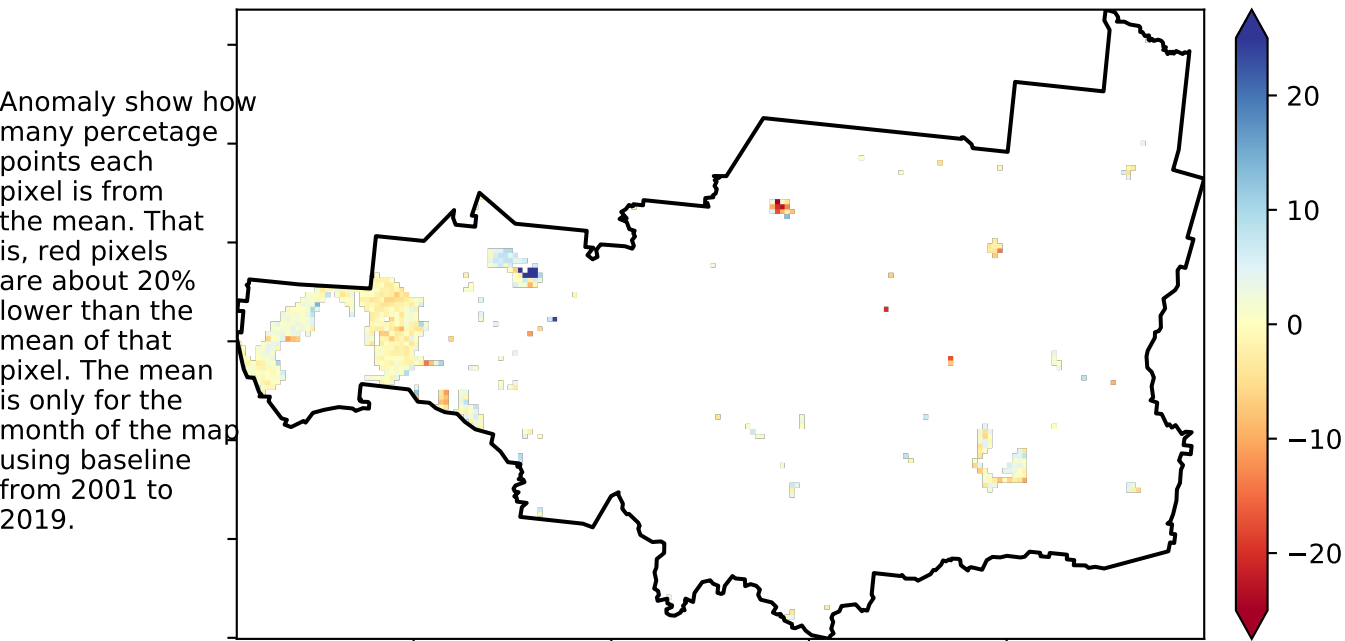 Anomaly show how
many percetage
points each
pixel is from
the mean. That
is, red pixels
are about 20%
lower than the
mean of that
pixel. The mean
is only for the
month of the map
using baseline
from 2001 to
2019.
20
10
0
−10
−20